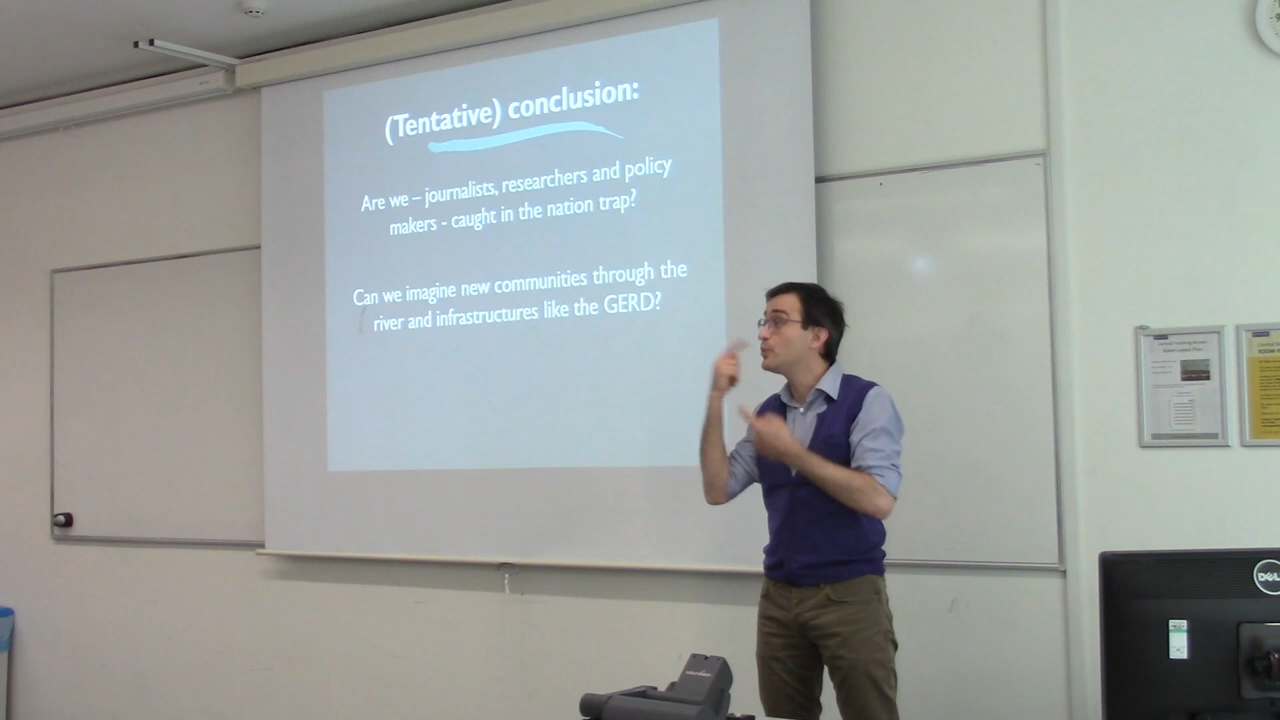 (Tentative) conclusion:
Are we – journalists, researchers and policy
makers - caught in the nation trap?
Can we imagine new communities through the
river and infrastructures like the GERD?
DELL